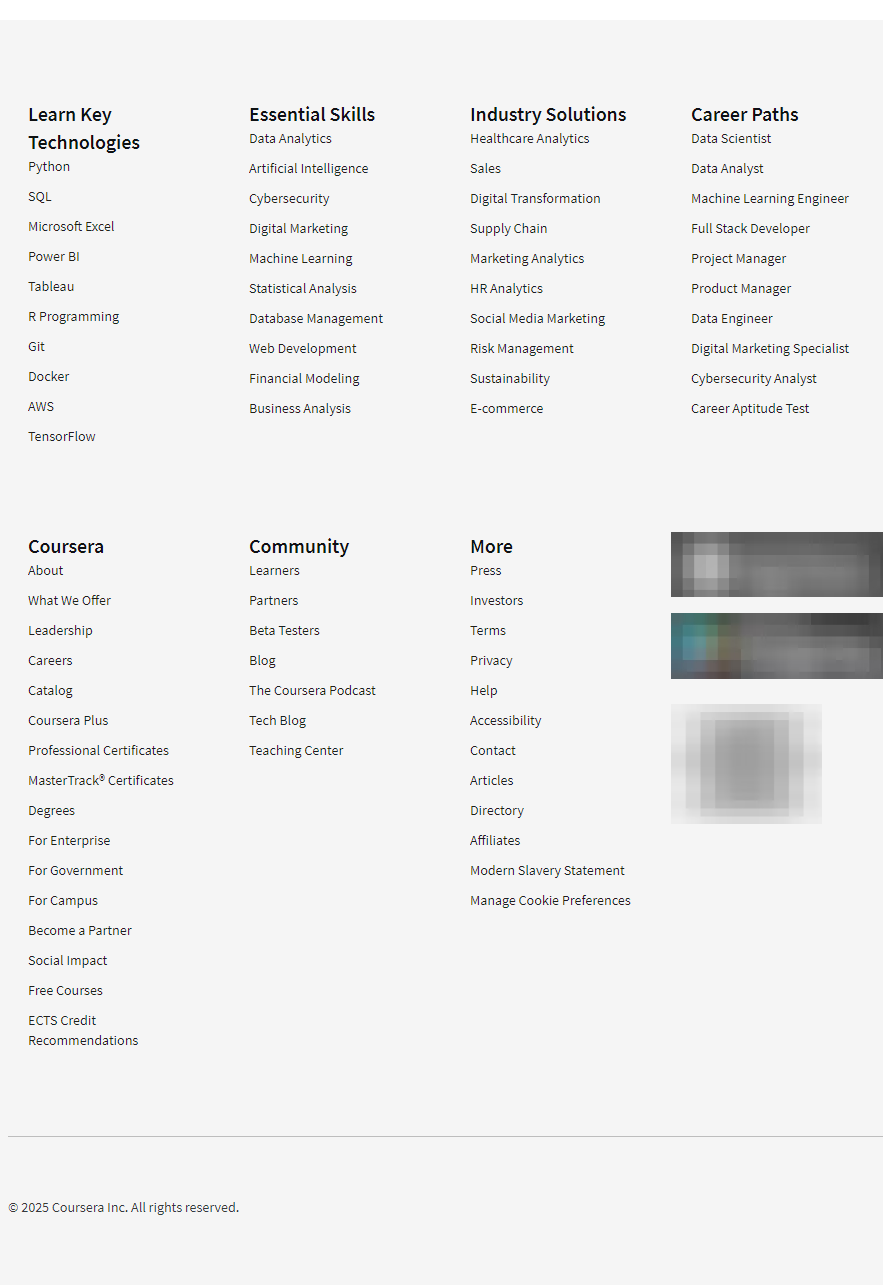 Learn Key
Technologies
Python
SQL
Microsoft Excel
Power BI
Tableau
R Programming
Git
Docker
AWS
TensorFlow
Essential Skills
Data Analytics
Artificial Intelligence
Cybersecurity
Digital Marketing
Machine Learning
Statistical Analysis
Database Management
Web Development
Financial Modeling
Business Analysis
Industry Solutions
Healthcare Analytics
Sales
Digital Transformation
Supply Chain
Marketing Analytics
HR Analytics
Social Media Marketing
Risk Management
Sustainability
E-commerce
Career Paths
Data Scientist
Data Analyst
Machine Learning Engineer
Full Stack Developer
Project Manager
Product Manager
Data Engineer
Digital Marketing Specialist
Cybersecurity Analyst
Career Aptitude Test
Coursera
About
What We Offer
Leadership
Careers
Catalog
Coursera Plus
Professional Certificates
MasterTrack® Certificates
Degrees
For Enterprise
For Government
For Campus
Become a Partner
Social Impact
Free Courses
ECTS Credit
Recommendations
Community
Learners
Partners
Beta Testers
Blog
The Coursera Podcast
Tech Blog
Teaching Center
More
Press
Investors
Terms
Privacy
Help
Accessibility
Contact
Articles
Directory
Affiliates
Modern Slavery Statement
Manage Cookie Preferences
© 2025 Coursera Inc. All rights reserved.